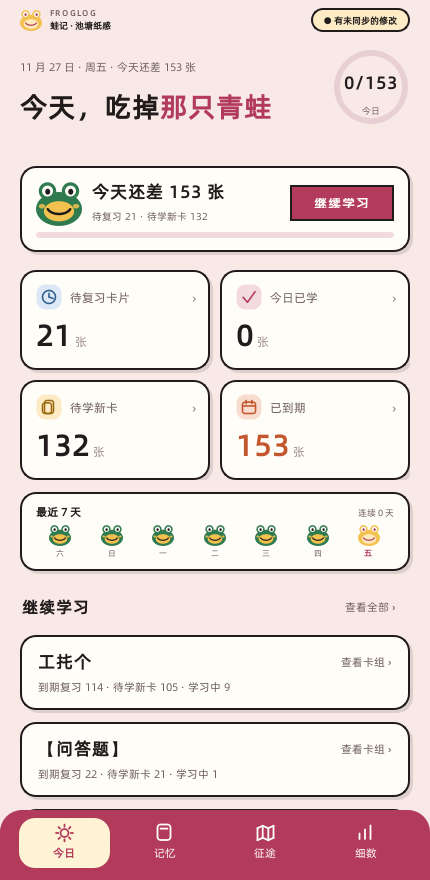 FROGLOG
蛙记 · 池塘纸感
● 有未同步的修改
11 月 27 日 · 周五 · 今天还差 153 张
今天，吃掉那只青蛙
0/153
今日
今天还差 153 张
待复习 21 · 待学新卡 132
继续学习
待复习卡片 ›
21 张
今日已学 ›
0 张
待学新卡 ›
132 张
已到期 ›
153 张
最近 7 天
连续 0 天
六 日 一 二 三 四 五
继续学习
查看全部 ›
工托个
查看卡组 ›
到期复习 114 · 待学新卡 105 · 学习中 9
【问答题】
查看卡组 ›
到期复习 22 · 待学新卡 21 · 学习中 1
今日 记忆 征途 细数